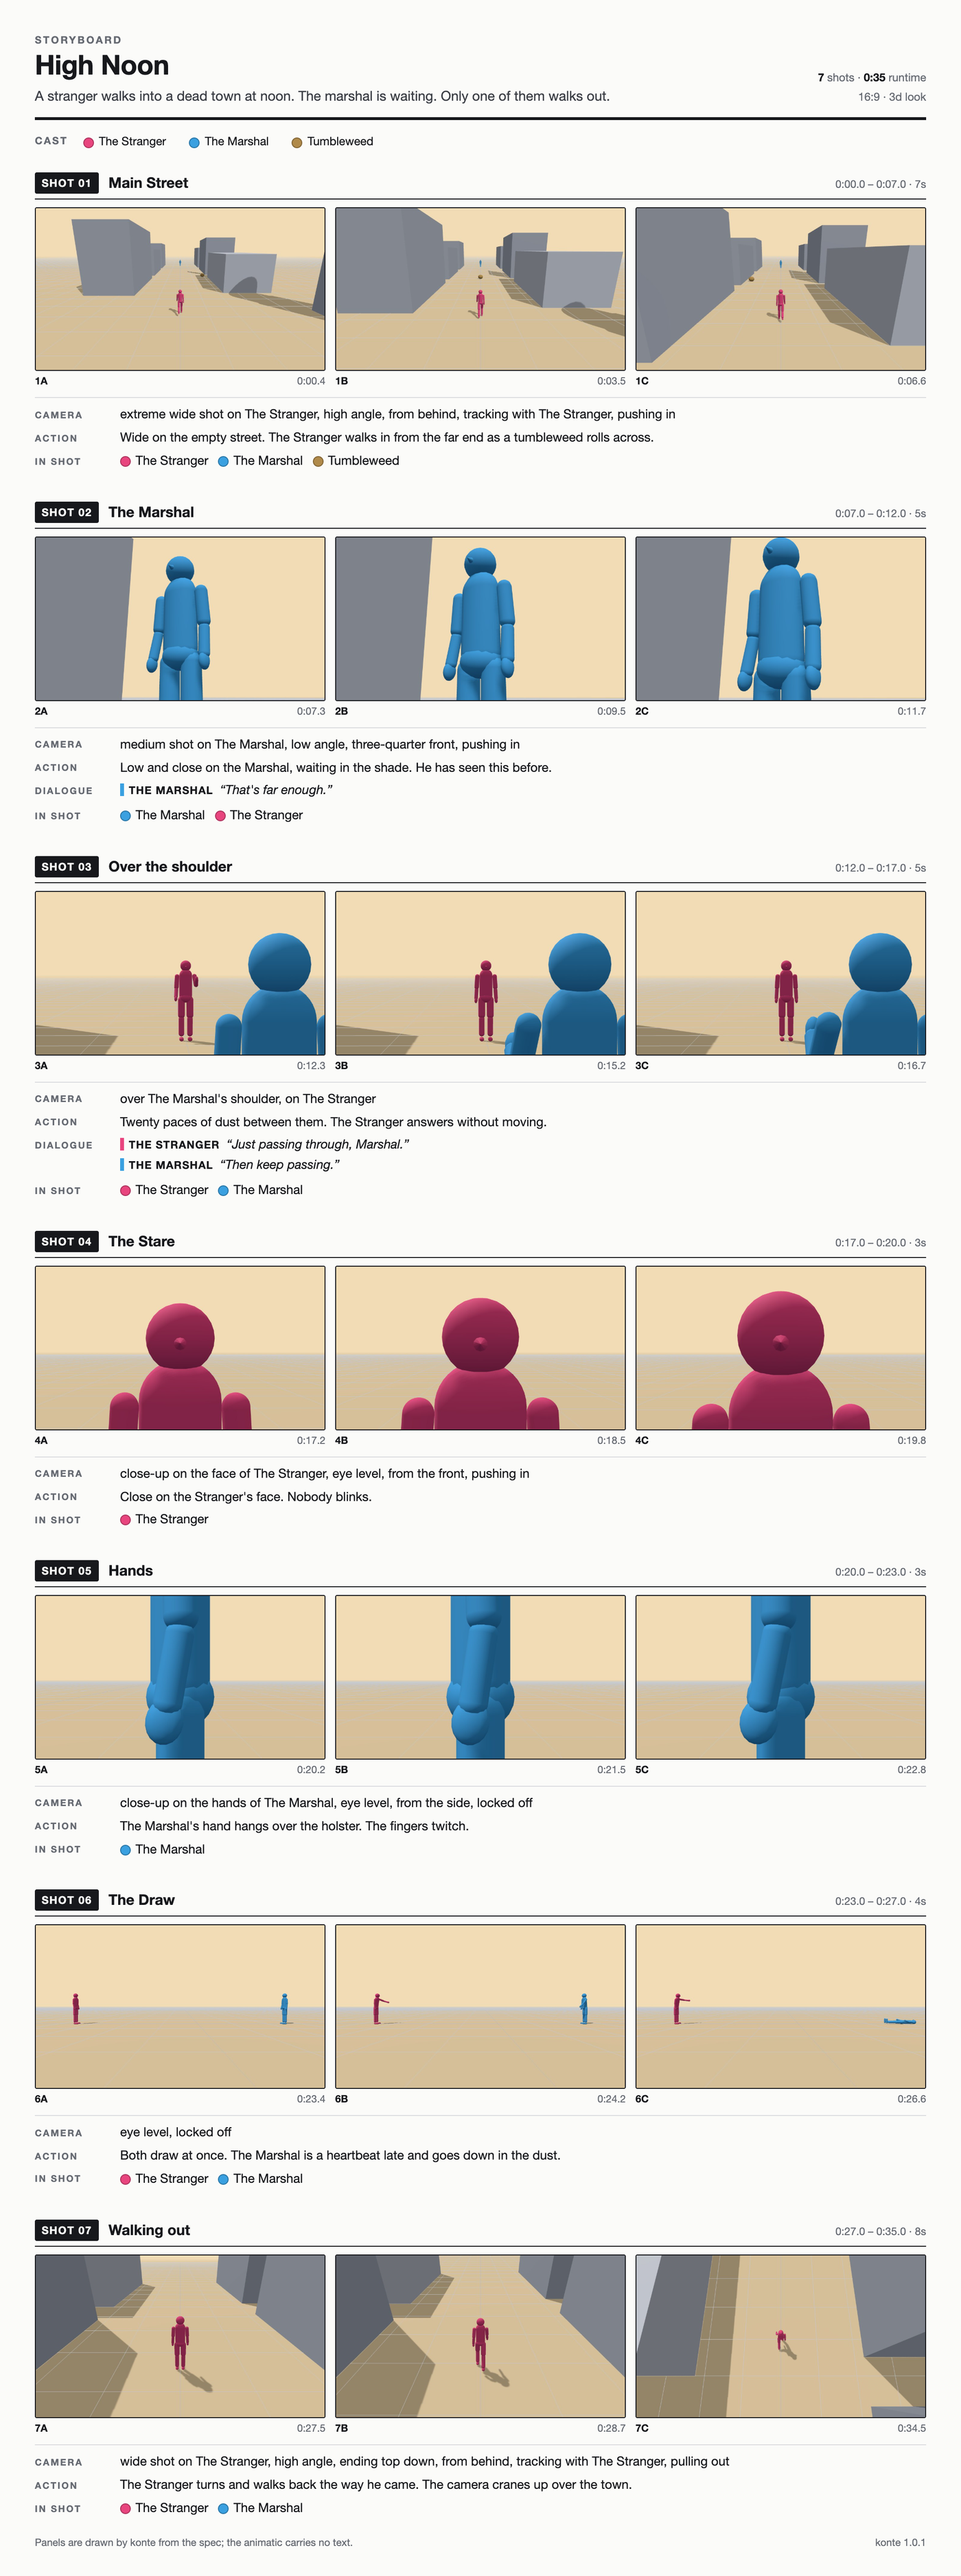 STORYBOARD
High Noon
7 shots · 0:35 runtime
A stranger walks into a dead town at noon. The marshal is waiting. Only one of them walks out.
16:9 · 3d look
CAST The Stranger The Marshal Tumbleweed
SHOT 01 Main Street 0:00.0 – 0:07.0 · 7s
1A 0:00.4 1B 0:03.5 1C 0:06.6
CAMERA extreme wide shot on The Stranger, high angle, from behind, tracking with The Stranger, pushing in
ACTION Wide on the empty street. The Stranger walks in from the far end as a tumbleweed rolls across.
IN SHOT The Stranger The Marshal Tumbleweed
SHOT 02 The Marshal 0:07.0 – 0:12.0 · 5s
2A 0:07.3 2B 0:09.5 2C 0:11.7
CAMERA medium shot on The Marshal, low angle, three-quarter front, pushing in
ACTION Low and close on the Marshal, waiting in the shade. He has seen this before.
DIALOGUE THE MARSHAL “That's far enough.”
IN SHOT The Marshal The Stranger
SHOT 03 Over the shoulder 0:12.0 – 0:17.0 · 5s
3A 0:12.3 3B 0:15.2 3C 0:16.7
CAMERA over The Marshal's shoulder, on The Stranger
ACTION Twenty paces of dust between them. The Stranger answers without moving.
DIALOGUE THE STRANGER “Just passing through, Marshal.”
THE MARSHAL “Then keep passing.”
IN SHOT The Stranger The Marshal
SHOT 04 The Stare 0:17.0 – 0:20.0 · 3s
4A 0:17.2 4B 0:18.5 4C 0:19.8
CAMERA close-up on the face of The Stranger, eye level, from the front, pushing in
ACTION Close on the Stranger's face. Nobody blinks.
IN SHOT The Stranger
SHOT 05 Hands 0:20.0 – 0:23.0 · 3s
5A 0:20.2 5B 0:21.5 5C 0:22.8
CAMERA close-up on the hands of The Marshal, eye level, from the side, locked off
ACTION The Marshal's hand hangs over the holster. The fingers twitch.
IN SHOT The Marshal
SHOT 06 The Draw 0:23.0 – 0:27.0 · 4s
6A 0:23.4 6B 0:24.2 6C 0:26.6
CAMERA eye level, locked off
ACTION Both draw at once. The Marshal is a heartbeat late and goes down in the dust.
IN SHOT The Stranger The Marshal
SHOT 07 Walking out 0:27.0 – 0:35.0 · 8s
7A 0:27.5 7B 0:28.7 7C 0:34.5
CAMERA wide shot on The Stranger, high angle, ending top down, from behind, tracking with The Stranger, pulling out
ACTION The Stranger turns and walks back the way he came. The camera cranes up over the town.
IN SHOT The Stranger The Marshal
Panels are drawn by konte from the spec; the animatic carries no text. konte 1.0.1